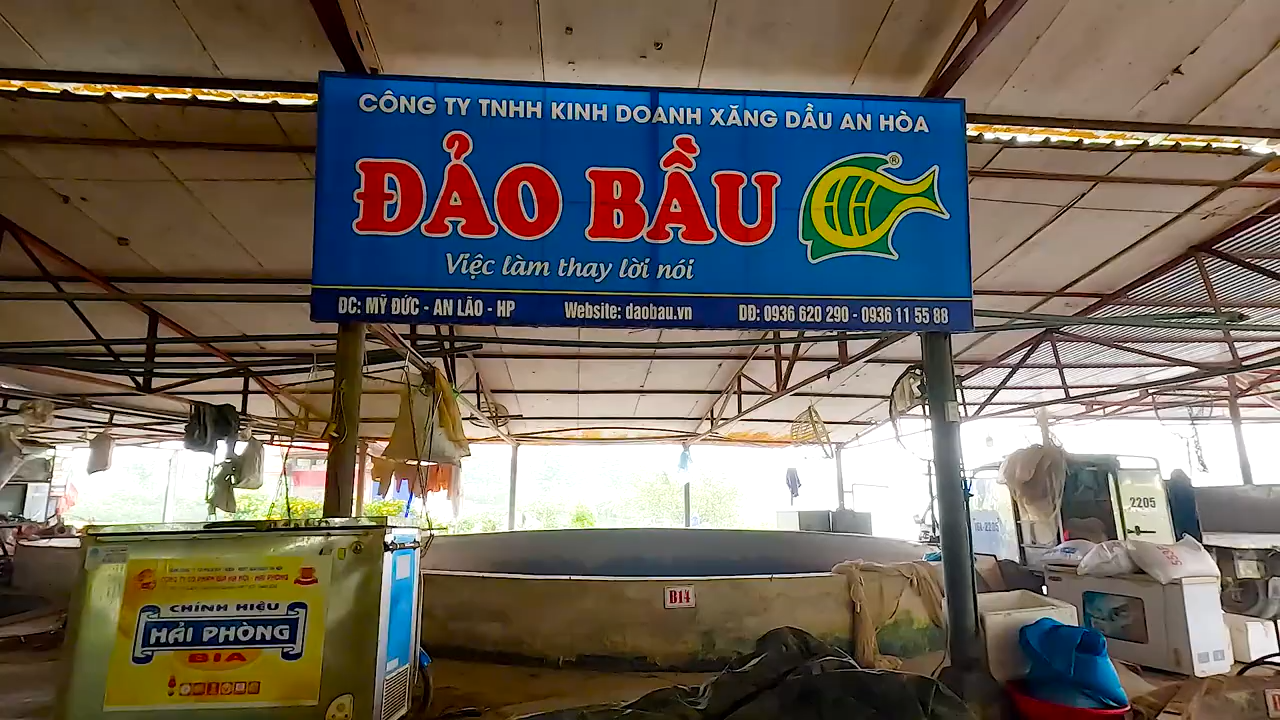 CÔNG TY TNHH KINH DOANH XĂNG DẦU AN HÒA
ĐẢO BẦU ®
Việc làm thay lời nói
ĐC: MỸ ĐỨC - AN LÃO - HP Website: daobau.vn DĐ: 0936 620 290 - 0936 11 55 88
2205
B14
CHÍNH HIỆU
HẢI PHÒNG
BIA